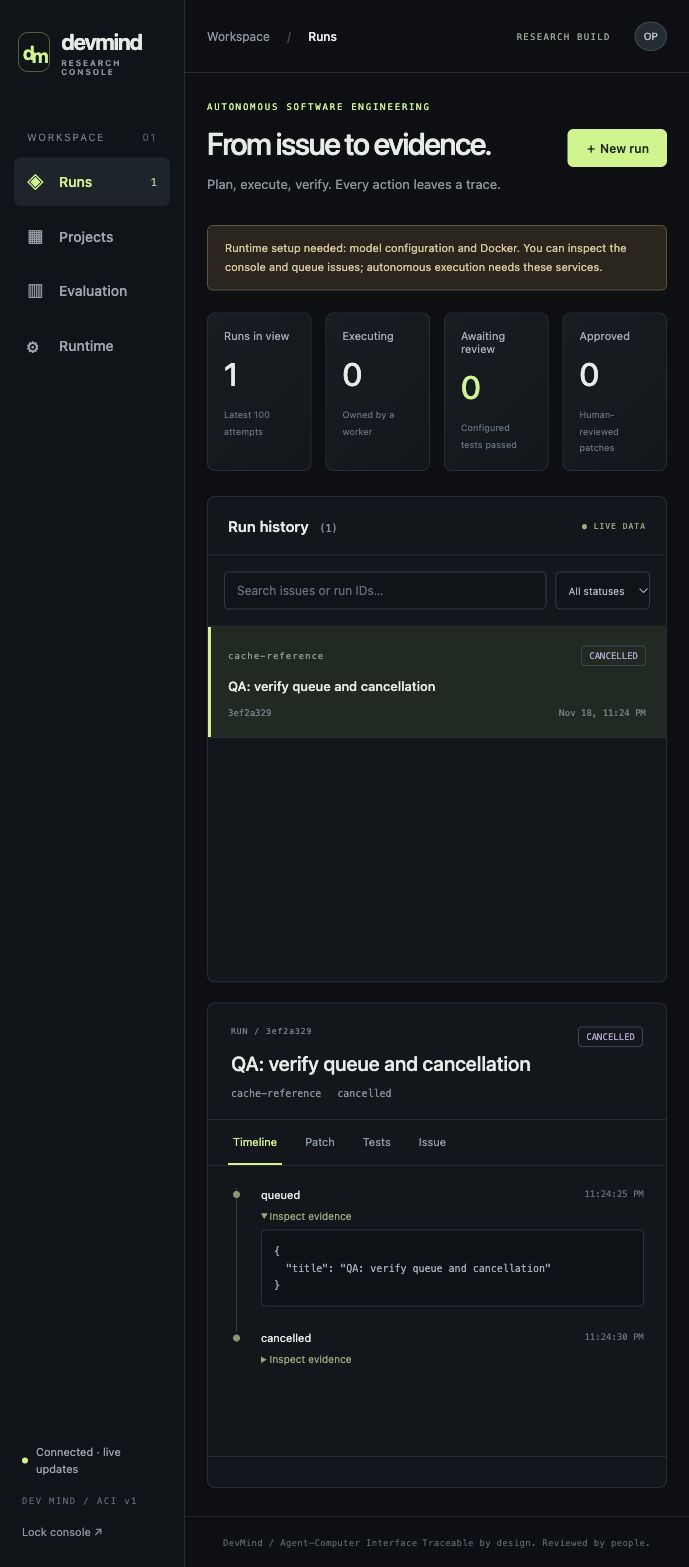 dm
devmind
RESEARCH
CONSOLE
WORKSPACE 01
Runs 1
Projects
Evaluation
Runtime
Connected · live
updates
DEV MIND / ACI v1
Lock console ↗
Workspace / Runs
RESEARCH BUILD
OP
AUTONOMOUS SOFTWARE ENGINEERING
From issue to evidence.
+ New run
Plan, execute, verify. Every action leaves a trace.
Runtime setup needed: model configuration and Docker. You can inspect the
console and queue issues; autonomous execution needs these services.
Runs in view
1
Latest 100
attempts
Executing
0
Owned by a
worker
Awaiting
review
0
Configured
tests passed
Approved
0
Human-
reviewed
patches
Run history (1)
LIVE DATA
Search issues or run IDs...
All statuses
cache-reference
CANCELLED
QA: verify queue and cancellation
3ef2a329
Nov 18, 11:24 PM
RUN / 3ef2a329
CANCELLED
QA: verify queue and cancellation
cache-reference cancelled
Timeline Patch Tests Issue
queued 11:24:25 PM
▼Inspect evidence
{
"title": "QA: verify queue and cancellation"
}
cancelled 11:24:30 PM
▶Inspect evidence
DevMind / Agent-Computer Interface Traceable by design. Reviewed by people.